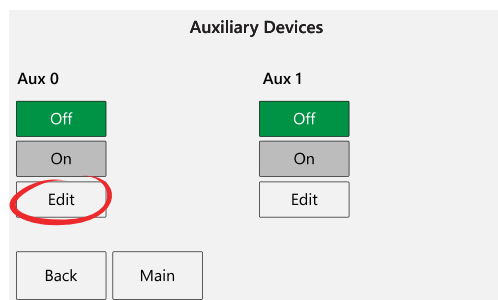 Auxiliary Devices
Aux 0
Aux 1
Off
Off
On
On
Edit
Edit
Back
Main